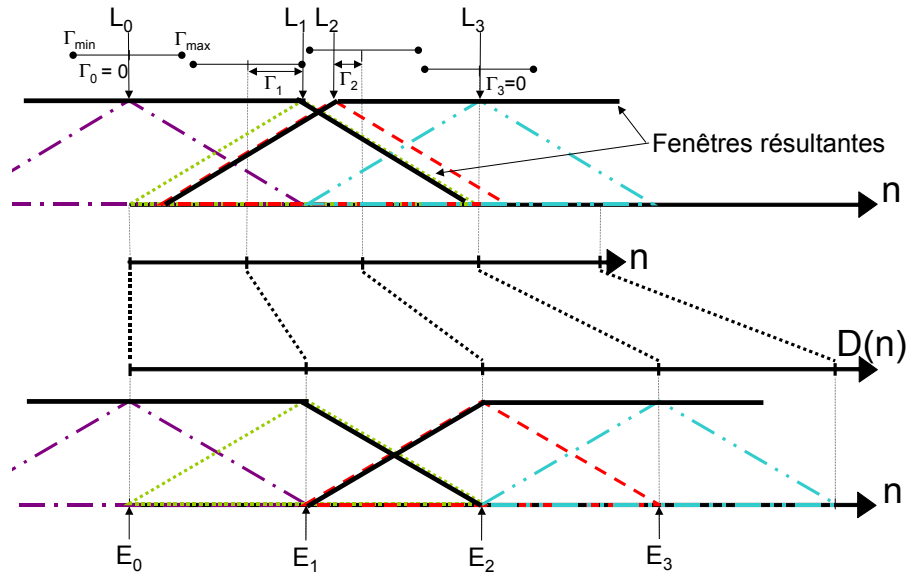 L0 L1 L2 L3
Γmin Γmax
Γ0 = 0 Γ1 Γ2 Γ3=0
Fenêtres résultantes
n
n
D(n)
n
E0 E1 E2 E3